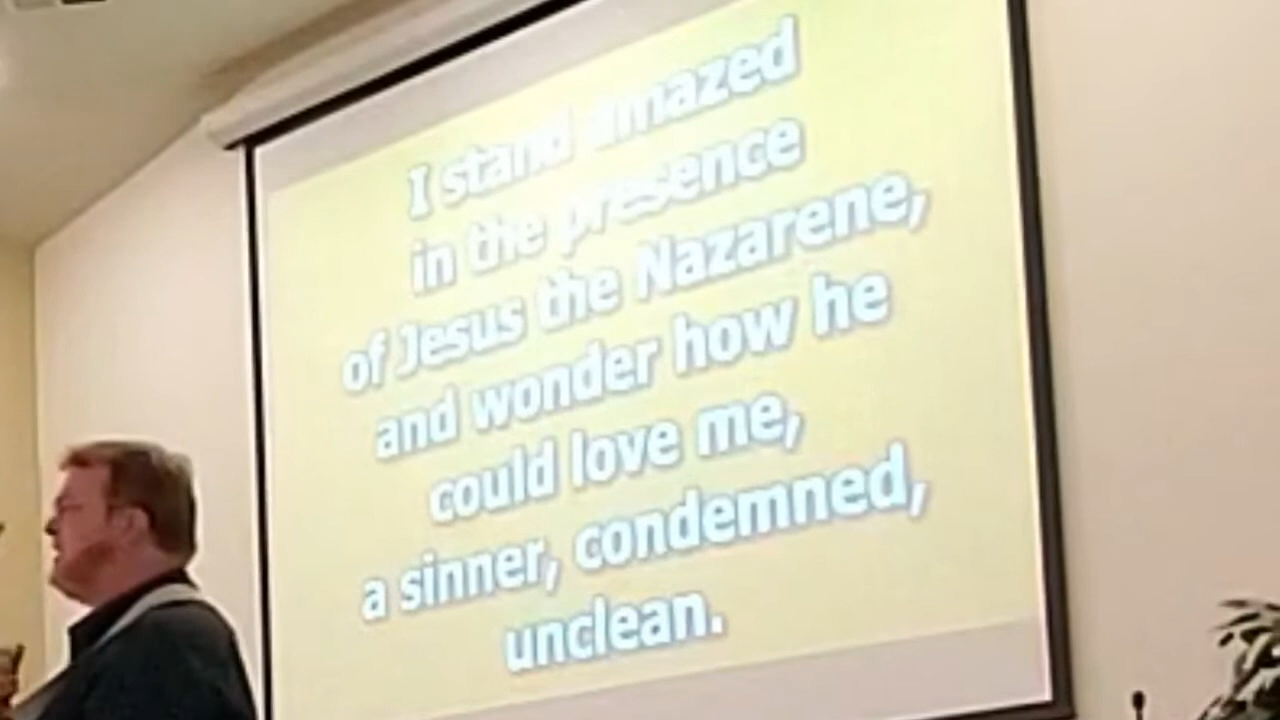 I stand amazed
in the presence
of Jesus the Nazarene,
and wonder how he
could love me,
a sinner, condemned,
unclean.